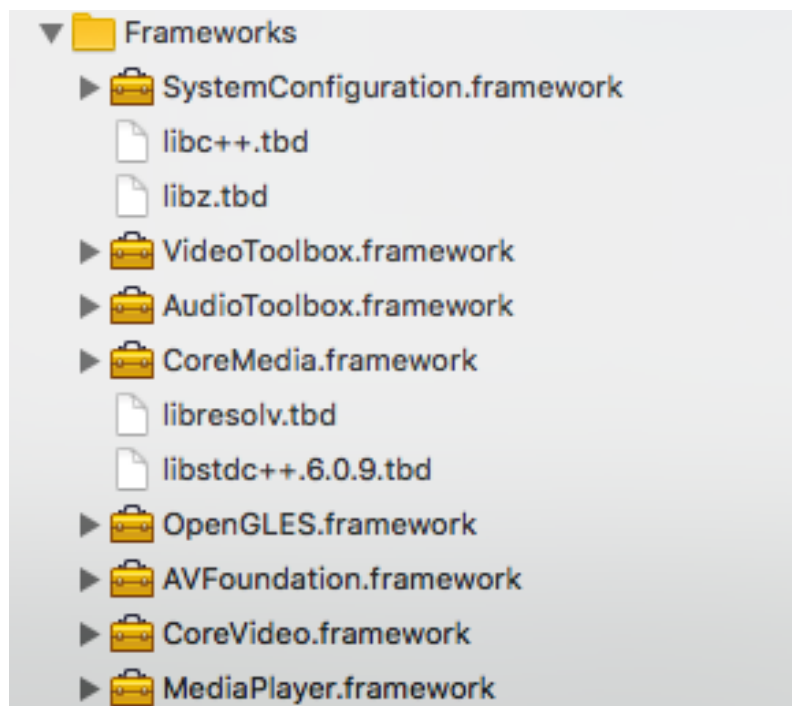 Frameworks
SystemConfiguration.framework
libc++.tbd
libz.tbd
VideoToolbox.framework
AudioToolbox.framework
CoreMedia.framework
libresolv.tbd
libstdc++.6.0.9.tbd
OpenGLES.framework
AVFoundation.framework
CoreVideo.framework
MediaPlayer.framework